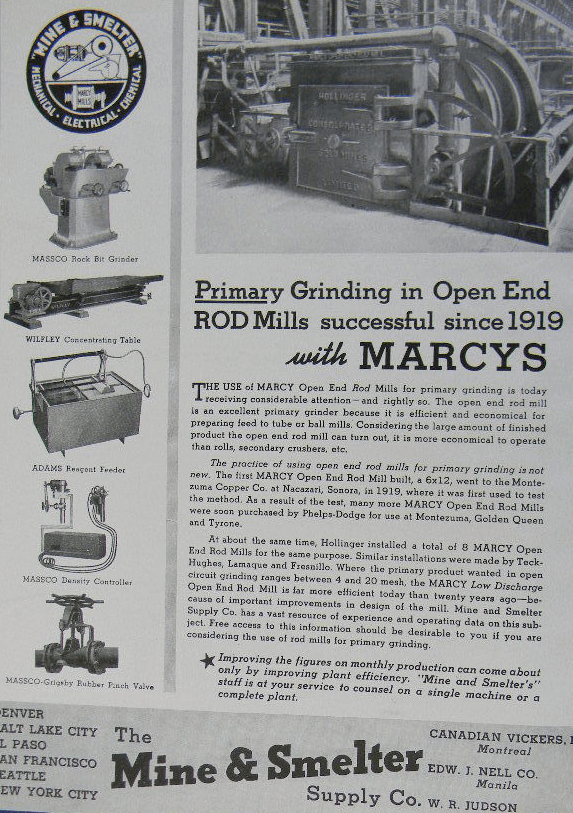 "MINE & SMELTER"
MARCY
MILLS
MECHANICAL • ELECTRICAL • CHEMICAL
MASSCO Rock Bit Grinder
WILFLEY Concentrating Table
ADAMS Reagent Feeder
MASSCO Density Controller
MASSCO-Grigsby Rubber Pinch Valve
HOLLINGER
CONSOLIDATED
GOLD MINES
LIMITED
Primary Grinding in Open End
ROD Mills successful since 1919
with MARCYS
THE USE of MARCY Open End Rod Mills for primary grinding is today
receiving considerable attention—and rightly so. The open end rod mill
is an excellent primary grinder because it is efficient and economical for
preparing feed to tube or ball mills. Considering the large amount of finished
product the open end rod mill can turn out, it is more economical to operate
than rolls, secondary crushers, etc.
The practice of using open end rod mills for primary grinding is not
new. The first MARCY Open End Rod Mill built, a 6x12, went to the Monte-
zuma Copper Co. at Nacazari, Sonora, in 1919, where it was first used to test
the method. As a result of the test, many more MARCY Open End Rod Mills
were soon purchased by Phelps-Dodge for use at Montezuma, Golden Queen
and Tyrone.
At about the same time, Hollinger installed a total of 8 MARCY Open
End Rod Mills for the same purpose. Similar installations were made by Teck-
Hughes, Lamaque and Fresnillo. Where the primary product wanted in open
circuit grinding ranges between 4 and 20 mesh, the MARCY Low Discharge
Open End Rod Mill is far more efficient today than twenty years ago—be-
cause of important improvements in design of the mill. Mine and Smelter
Supply Co. has a vast resource of experience and operating data on this sub-
ject. Free access to this information should be desirable to you if you are
considering the use of rod mills for primary grinding.
★ Improving the figures on monthly production can come about
only by improving plant efficiency. "Mine and Smelter's"
staff is at your service to counsel on a single machine or a
complete plant.
ENVER
ALT LAKE CITY
L PASO
AN FRANCISCO
EATTLE
EW YORK CITY
The
Mine & Smelter
Supply Co.
CANADIAN VICKERS,
Montreal
EDW. J. NELL CO.
Manila
W. R. JUDSON